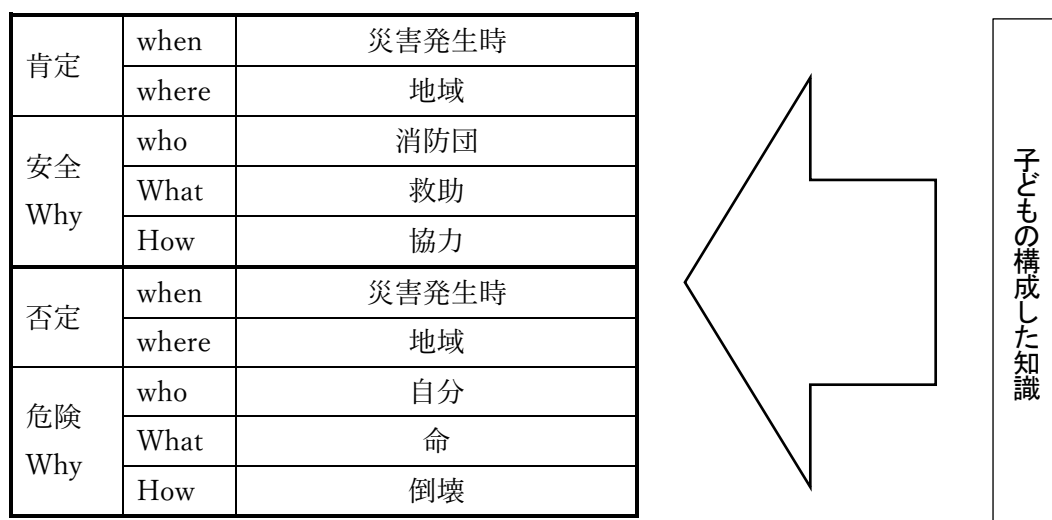 肯定
when 災害発生時
where 地域
安全
Why
who 消防団
What 救助
How 協力
否定
when 災害発生時
where 地域
危険
Why
who 自分
What 命
How 倒壊
子どもの構成した知識